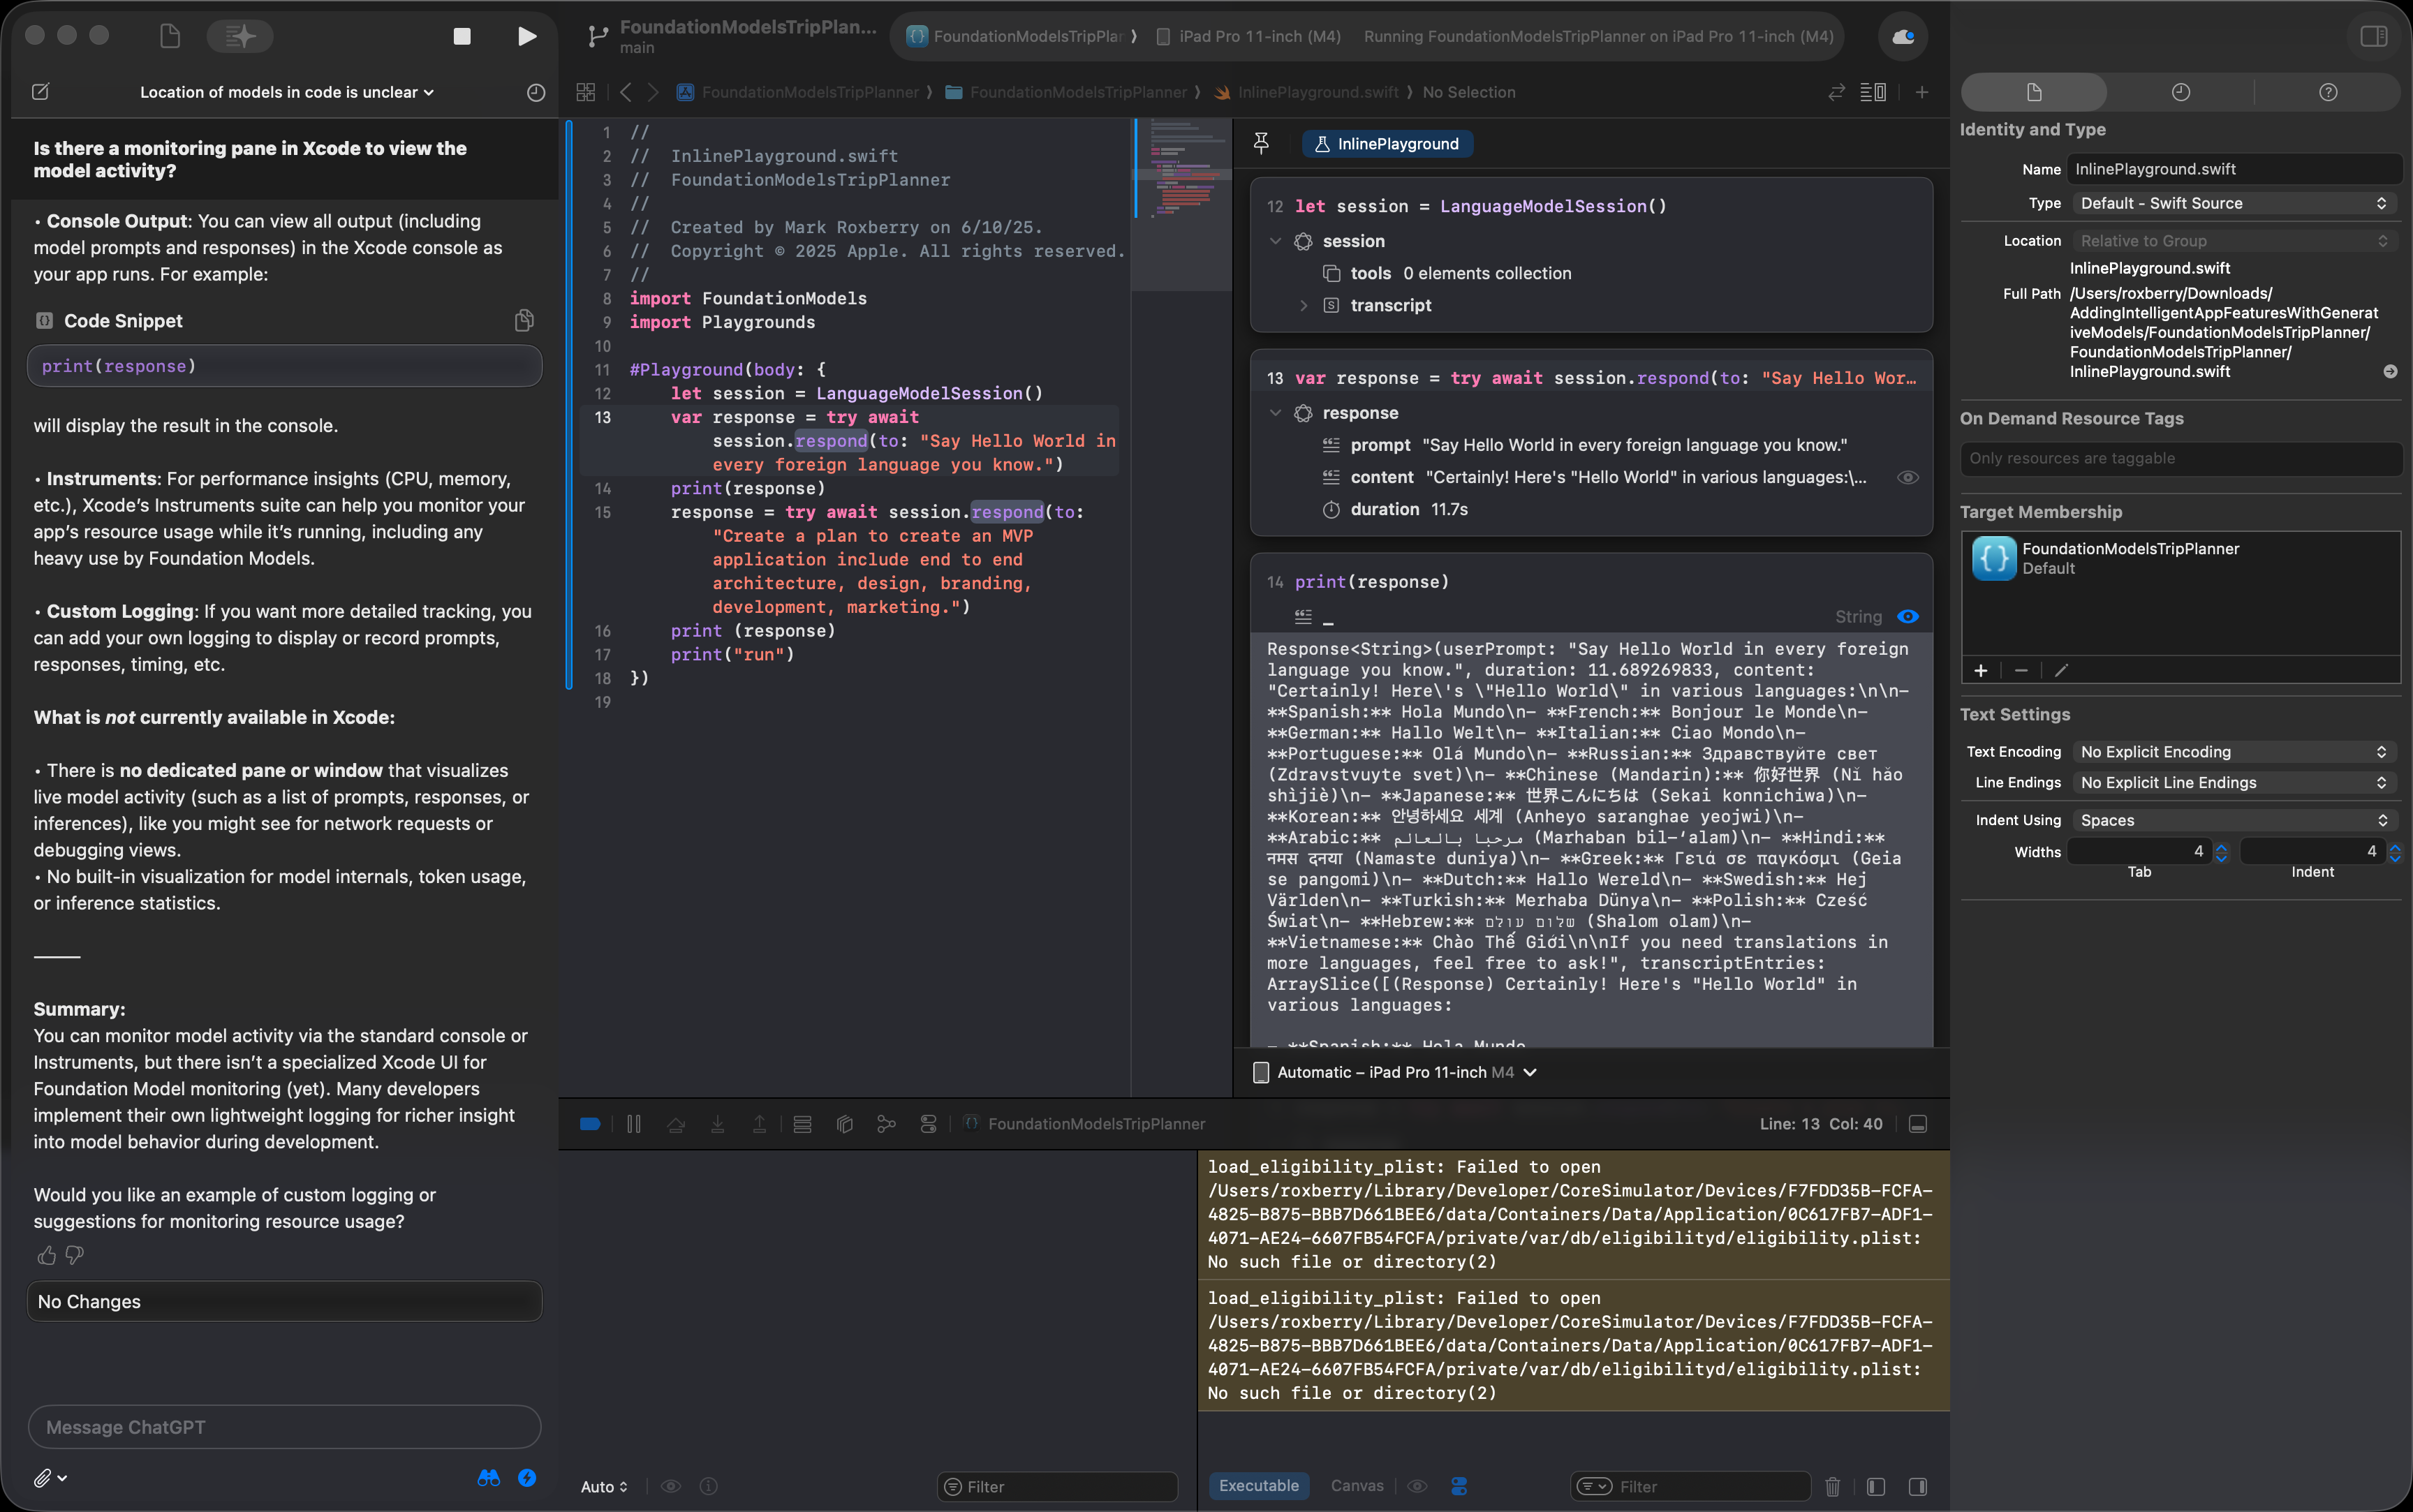 Location of models in code is unclear
Is there a monitoring pane in Xcode to view the
model activity?
• Console Output: You can view all output (including
model prompts and responses) in the Xcode console as
your app runs. For example:
Code Snippet
print(response)
will display the result in the console.
• Instruments: For performance insights (CPU, memory,
etc.), Xcode’s Instruments suite can help you monitor your
app’s resource usage while it’s running, including any
heavy use by Foundation Models.
• Custom Logging: If you want more detailed tracking, you
can add your own logging to display or record prompts,
responses, timing, etc.
What is not currently available in Xcode:
• There is no dedicated pane or window that visualizes
live model activity (such as a list of prompts, responses, or
inferences), like you might see for network requests or
debugging views.
• No built-in visualization for model internals, token usage,
or inference statistics.
Summary:
You can monitor model activity via the standard console or
Instruments, but there isn’t a specialized Xcode UI for
Foundation Model monitoring (yet). Many developers
implement their own lightweight logging for richer insight
into model behavior during development.
Would you like an example of custom logging or
suggestions for monitoring resource usage?
No Changes
Message ChatGPT
FoundationModelsTripPlan...
main
FoundationModelsTripPlan
iPad Pro 11-inch (M4)
Running FoundationModelsTripPlanner on iPad Pro 11-inch (M4)
FoundationModelsTripPlanner
FoundationModelsTripPlanner
InlinePlayground.swift
No Selection
1 //
2 // InlinePlayground.swift
3 // FoundationModelsTripPlanner
4 //
5 // Created by Mark Roxberry on 6/10/25.
6 // Copyright © 2025 Apple. All rights reserved.
7 //
8 import FoundationModels
9 import Playgrounds
10
11 #Playground(body: {
12 let session = LanguageModelSession()
13 var response = try await
session.respond(to: "Say Hello World in
every foreign language you know.")
14 print(response)
15 response = try await session.respond(to:
"Create a plan to create an MVP
application include end to end
architecture, design, branding,
development, marketing.")
16 print (response)
17 print("run")
18 })
19
InlinePlayground
12 let session = LanguageModelSession()
session
tools 0 elements collection
transcript
13 var response = try await session.respond(to: "Say Hello Wor...
response
prompt "Say Hello World in every foreign language you know."
content "Certainly! Here's "Hello World" in various languages:\...
duration 11.7s
14 print(response)
_
String
Response<String>(userPrompt: "Say Hello World in every foreign
language you know.", duration: 11.689269833, content:
"Certainly! Here\'s \"Hello World\" in various languages:\n\n-
**Spanish:** Hola Mundo\n- **French:** Bonjour le Monde\n-
**German:** Hallo Welt\n- **Italian:** Ciao Mondo\n-
**Portuguese:** Olá Mundo\n- **Russian:** Здравствуйте свет
(Zdravstvuyte svet)\n- **Chinese (Mandarin):** 你好世界 (Nǐ hǎo
shìjiè)\n- **Japanese:** 世界こんにちは (Sekai konnichiwa)\n-
**Korean:** 안녕하세요 세계 (Anheyo saranghae yeojwi)\n-
**Arabic:** مرحبا بالعالم (Marhaban bil-‘alam)\n- **Hindi:**
नमस दनया (Namaste duniya)\n- **Greek:** Γειά σε παγκόσμι (Geia
se pangomi)\n- **Dutch:** Hallo Wereld\n- **Swedish:** Hej
Världen\n- **Turkish:** Merhaba Dünya\n- **Polish:** Cześć
Świat\n- **Hebrew:** שלום עולם (Shalom olam)\n-
**Vietnamese:** Chào Thế Giới\n\nIf you need translations in
more languages, feel free to ask!", transcriptEntries:
ArraySlice([(Response) Certainly! Here's "Hello World" in
various languages:
- **Spanish:** Hola Mundo
Automatic – iPad Pro 11-inch M4
FoundationModelsTripPlanner
Line: 13 Col: 40
load_eligibility_plist: Failed to open
/Users/roxberry/Library/Developer/CoreSimulator/Devices/F7FDD35B-FCFA-
4825-B875-BBB7D661BEE6/data/Containers/Data/Application/0C617FB7-ADF1-
4071-AE24-6607FB54FCFA/private/var/db/eligibilityd/eligibility.plist:
No such file or directory(2)
load_eligibility_plist: Failed to open
/Users/roxberry/Library/Developer/CoreSimulator/Devices/F7FDD35B-FCFA-
4825-B875-BBB7D661BEE6/data/Containers/Data/Application/0C617FB7-ADF1-
4071-AE24-6607FB54FCFA/private/var/db/eligibilityd/eligibility.plist:
No such file or directory(2)
Auto
Filter
Executable
Canvas
Filter
Identity and Type
Name InlinePlayground.swift
Type Default - Swift Source
Location Relative to Group
InlinePlayground.swift
Full Path /Users/roxberry/Downloads/
AddingIntelligentAppFeaturesWithGenerat
iveModels/FoundationModelsTripPlanner/
FoundationModelsTripPlanner/
InlinePlayground.swift
On Demand Resource Tags
Only resources are taggable
Target Membership
FoundationModelsTripPlanner
Default
Text Settings
Text Encoding No Explicit Encoding
Line Endings No Explicit Line Endings
Indent Using Spaces
Widths 4 4
Tab Indent